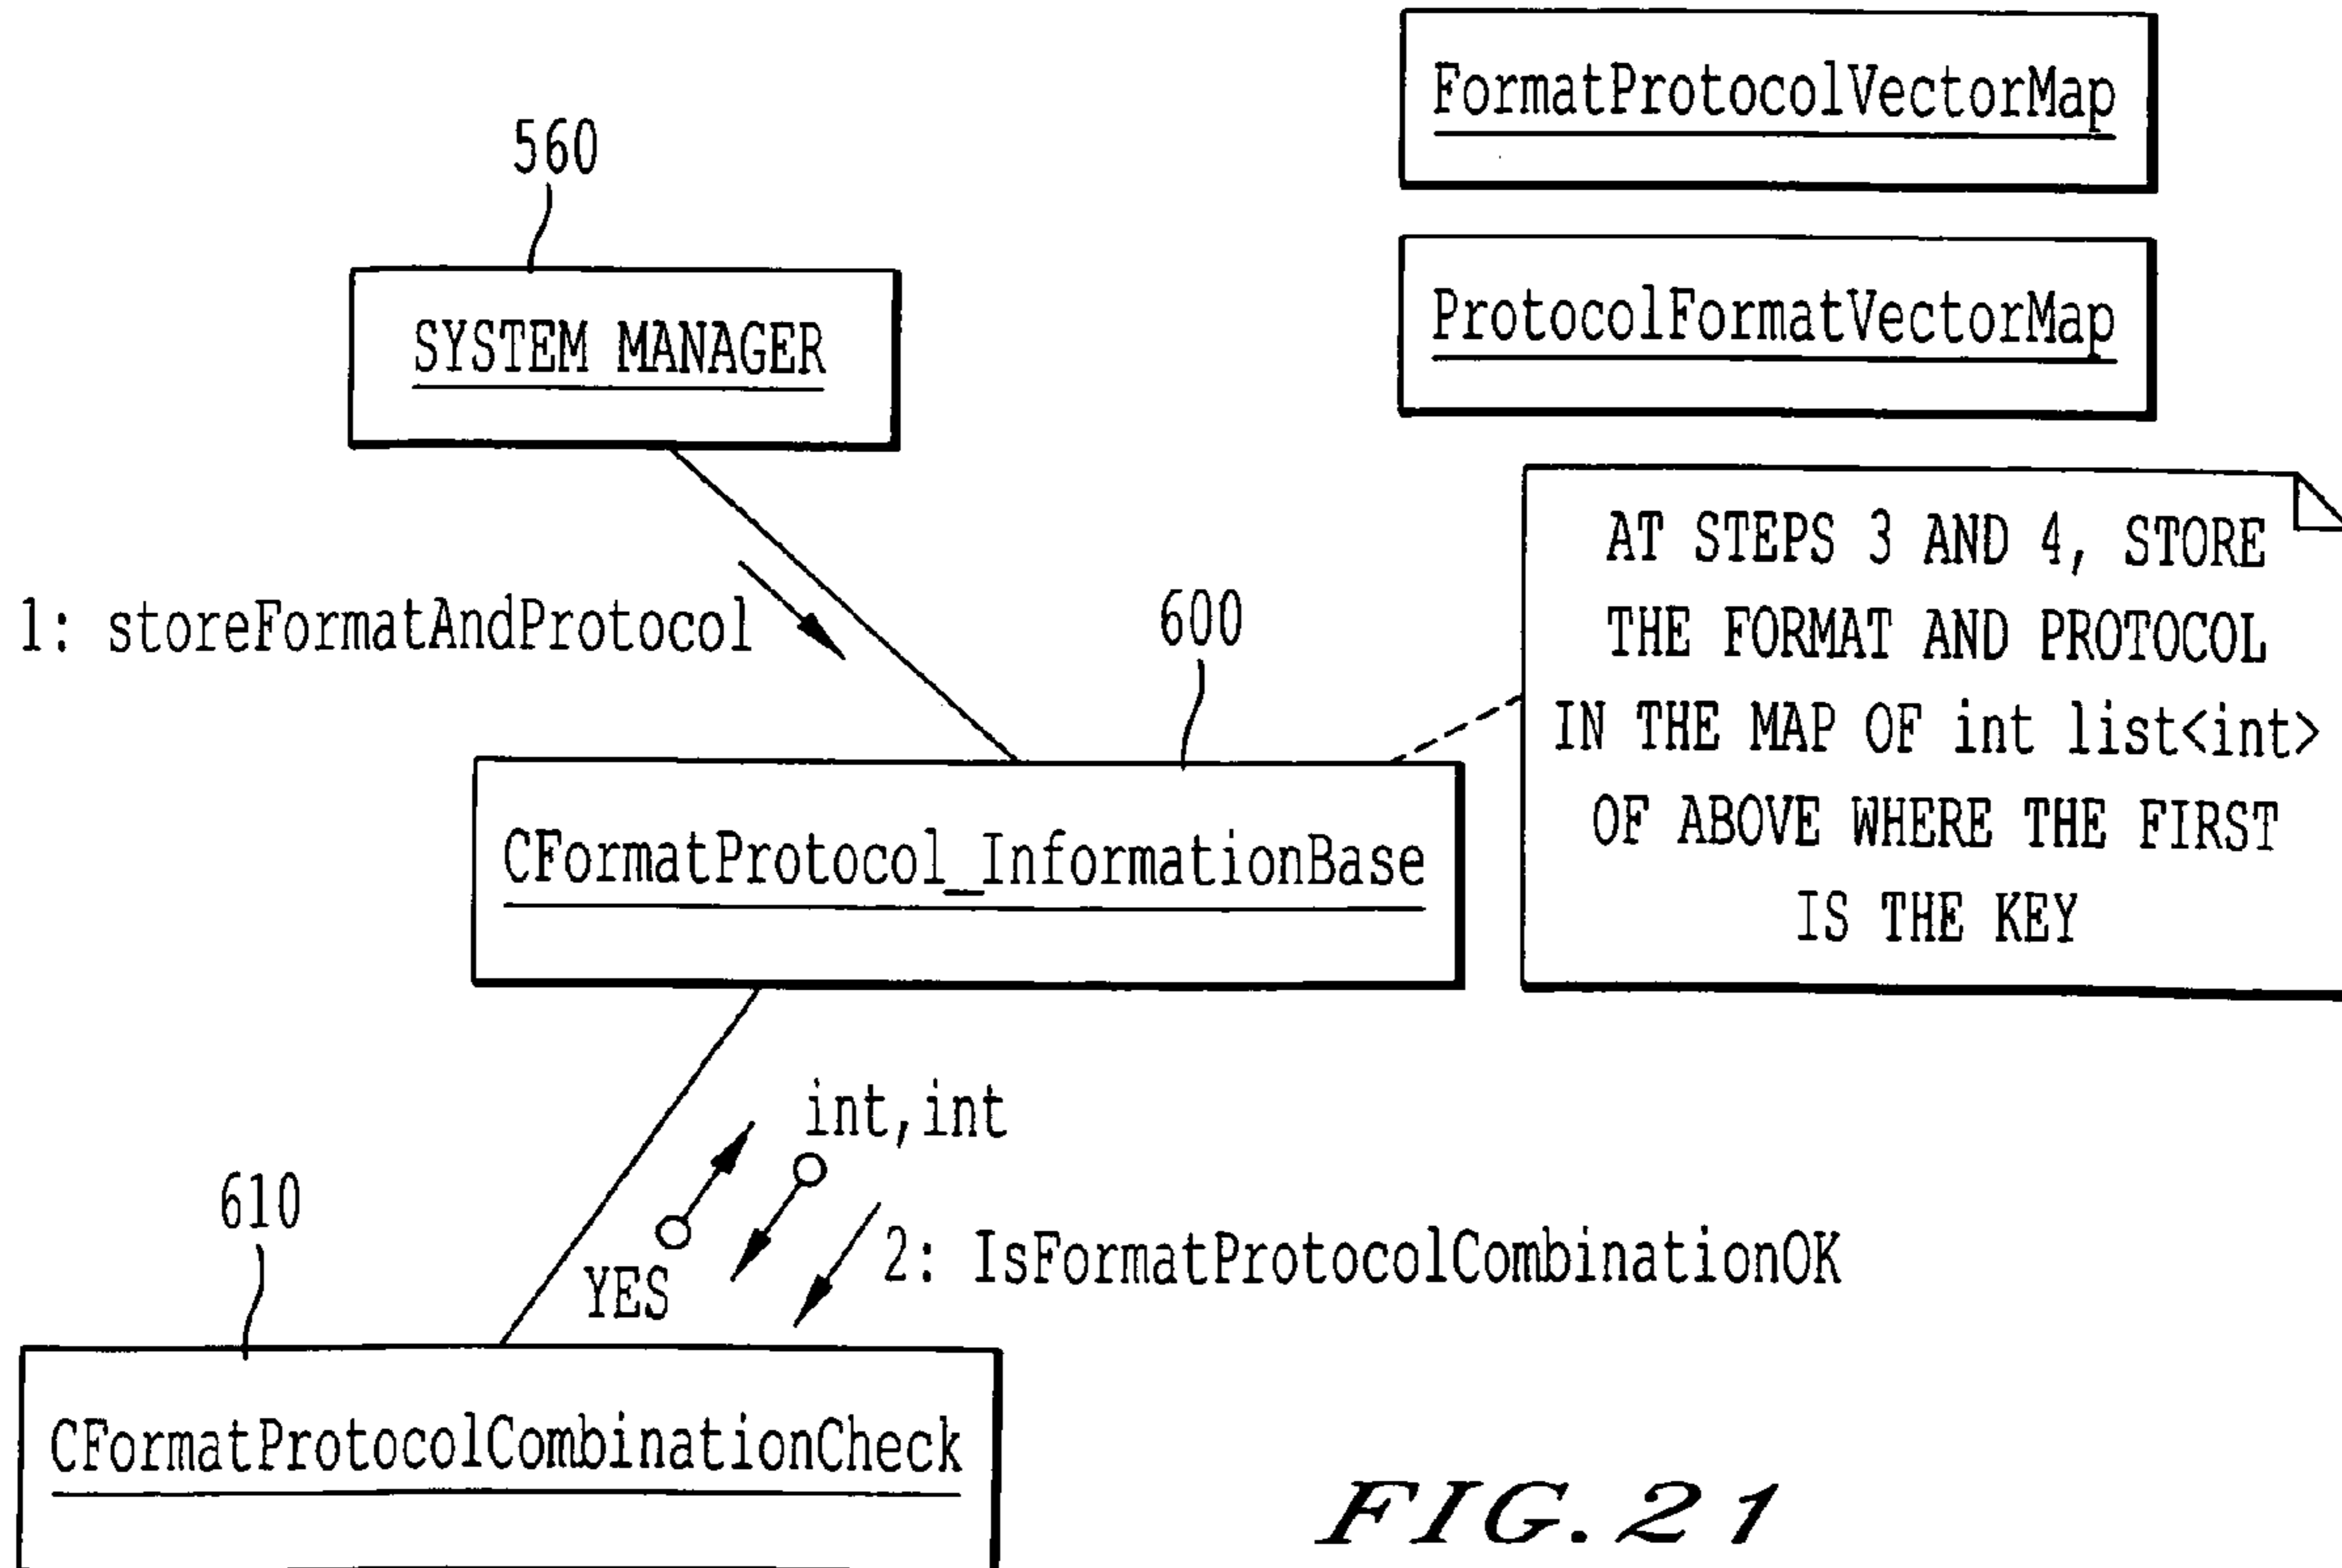 FormatProtocolVectorMap
560
ProtocolFormatVectorMap
SYSTEM MANAGER
AT STEPS 3 AND 4, STORE
THE FORMAT AND PROTOCOL
IN THE MAP OF int list<int>
OF ABOVE WHERE THE FIRST
IS THE KEY
1: storeFormatAndProtocol
600
CFormatProtocol_InformationBase
int,int
610
2: IsFormatProtocolCombinationOK
YES
CFormatProtocolCombinationCheck
FIG.21